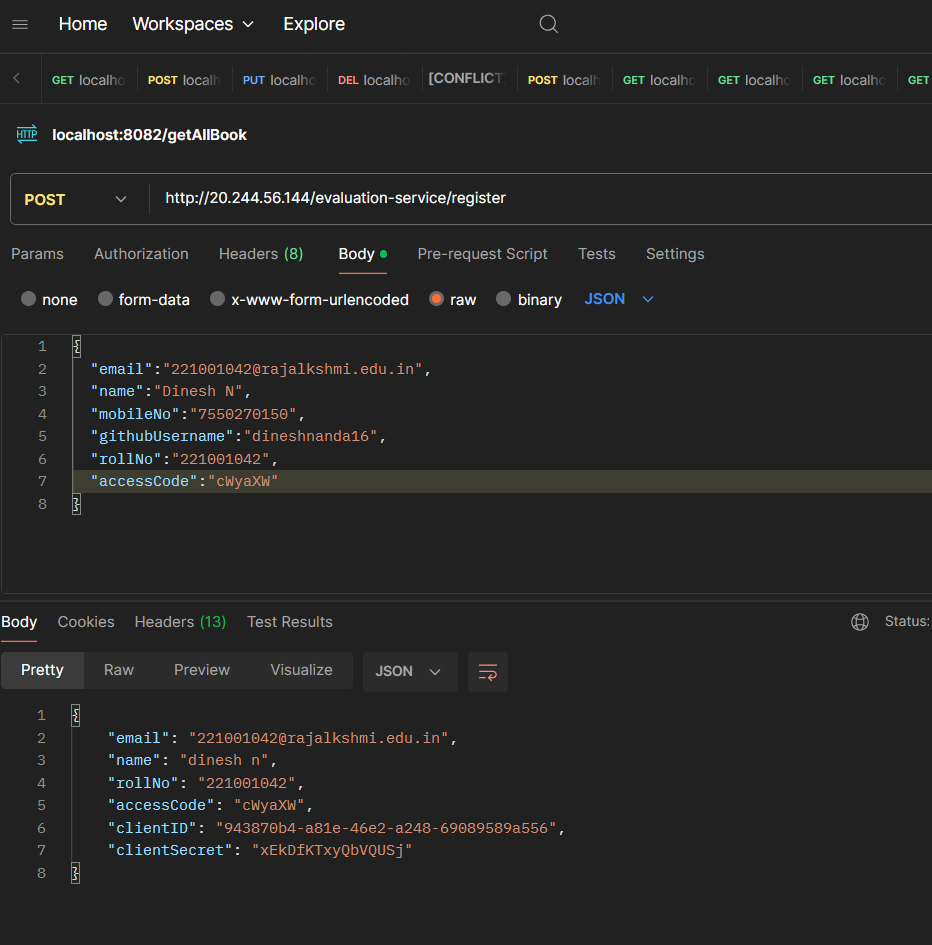 Home Workspaces Explore
GET localho POST localh PUT localho DEL localho [CONFLICT POST localh GET localho GET localho GET localho GET
HTTP localhost:8082/getAllBook
POST http://20.244.56.144/evaluation-service/register
Params Authorization Headers (8) Body Pre-request Script Tests Settings
none form-data x-www-form-urlencoded raw binary JSON
1 {
2 "email":"221001042@rajalkshmi.edu.in",
3 "name":"Dinesh N",
4 "mobileNo":"7550270150",
5 "githubUsername":"dineshnanda16",
6 "rollNo":"221001042",
7 "accessCode":"cWyaXW"
8 }
Body Cookies Headers (13) Test Results Status:
Pretty Raw Preview Visualize JSON
1 {
2 "email": "221001042@rajalkshmi.edu.in",
3 "name": "dinesh n",
4 "rollNo": "221001042",
5 "accessCode": "cWyaXW",
6 "clientID": "943870b4-a81e-46e2-a248-69089589a556",
7 "clientSecret": "xEkDfKTxyQbVQUSj"
8 }